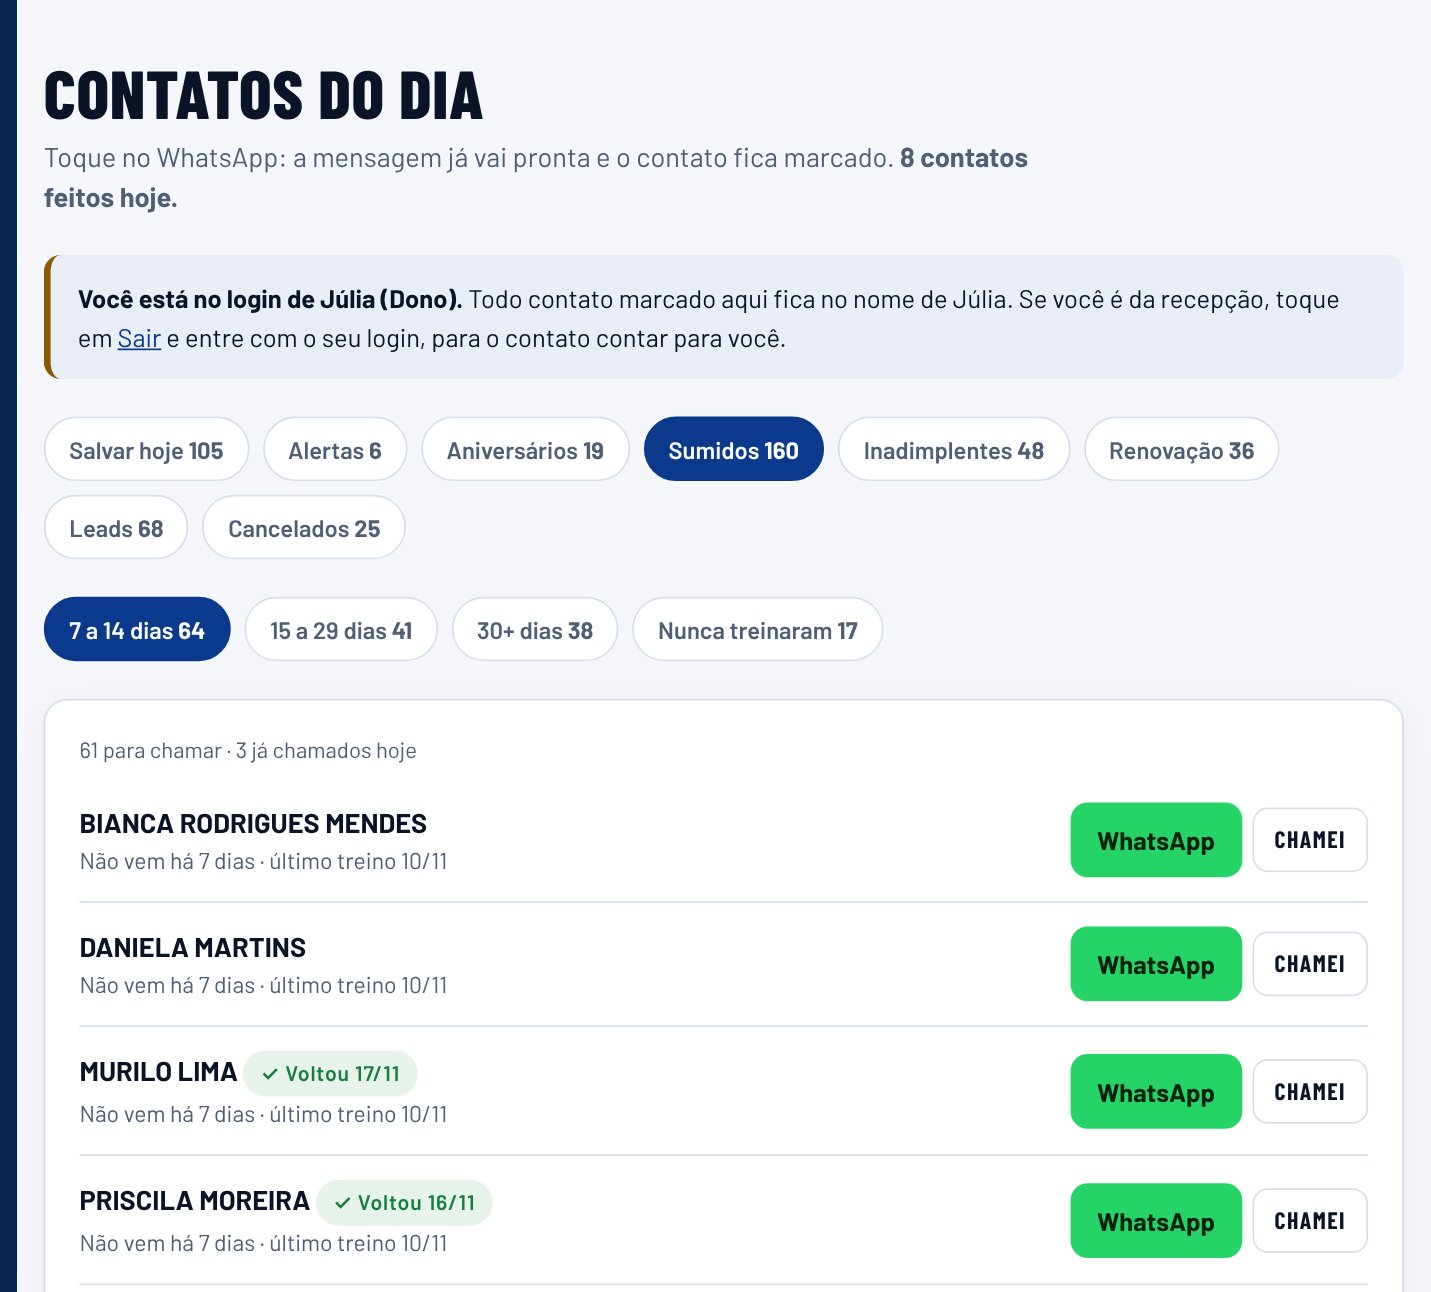 CONTATOS DO DIA
Toque no WhatsApp: a mensagem já vai pronta e o contato fica marcado. 8 contatos
feitos hoje.
Você está no login de Júlia (Dono). Todo contato marcado aqui fica no nome de Júlia. Se você é da recepção, toque
em Sair e entre com o seu login, para o contato contar para você.
Salvar hoje 105 Alertas 6 Aniversários 19 Sumidos 160 Inadimplentes 48 Renovação 36
Leads 68 Cancelados 25
7 a 14 dias 64 15 a 29 dias 41 30+ dias 38 Nunca treinaram 17
61 para chamar · 3 já chamados hoje
BIANCA RODRIGUES MENDES
Não vem há 7 dias · último treino 10/11
WhatsApp CHAMEI
DANIELA MARTINS
Não vem há 7 dias · último treino 10/11
WhatsApp CHAMEI
MURILO LIMA ✓ Voltou 17/11
Não vem há 7 dias · último treino 10/11
WhatsApp CHAMEI
PRISCILA MOREIRA ✓ Voltou 16/11
Não vem há 7 dias · último treino 10/11
WhatsApp CHAMEI